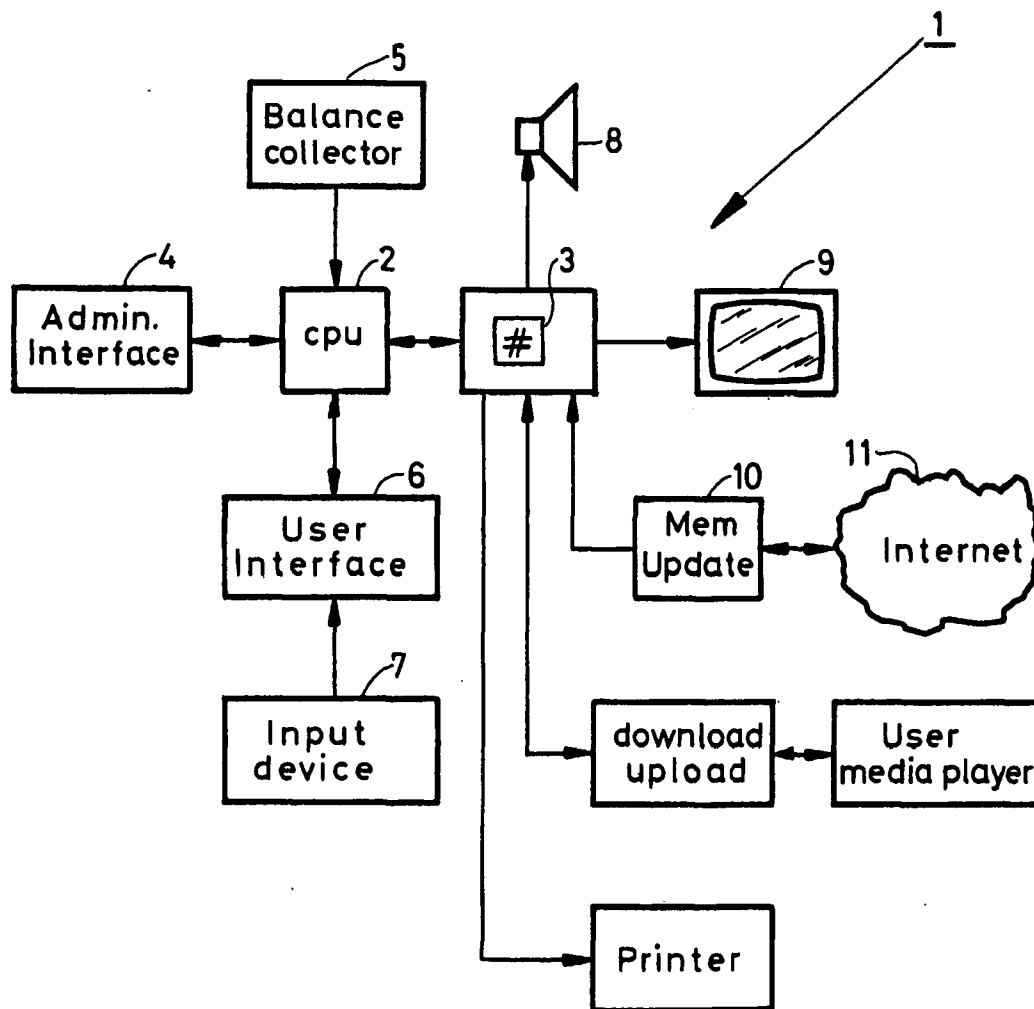 1
5
Balance
collector
8
4
Admin.
Interface
2
cpu
3
#
9
6
User
Interface
10
Mem
Update
11
Internet
7
Input
device
download
upload
User
media player
Printer